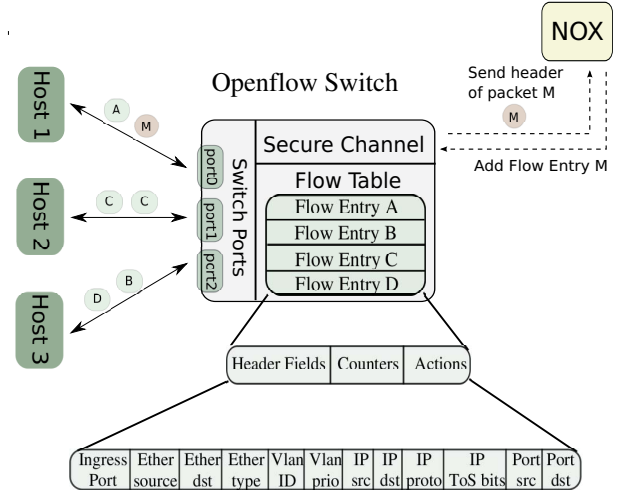 NOX
Openflow Switch
Send header
of packet M
M
Add Flow Entry M
Host 1
A
M
Host 2
C C
Host 3
D B
port0
port1
port2
Switch Ports
Secure Channel
Flow Table
Flow Entry A
Flow Entry B
Flow Entry C
Flow Entry D
Header Fields Counters Actions
Ingress Port
Ether source
Ether dst
Ether type
Vlan ID
Vlan prio
IP src
IP dst
IP proto
IP ToS bits
Port src
Port dst